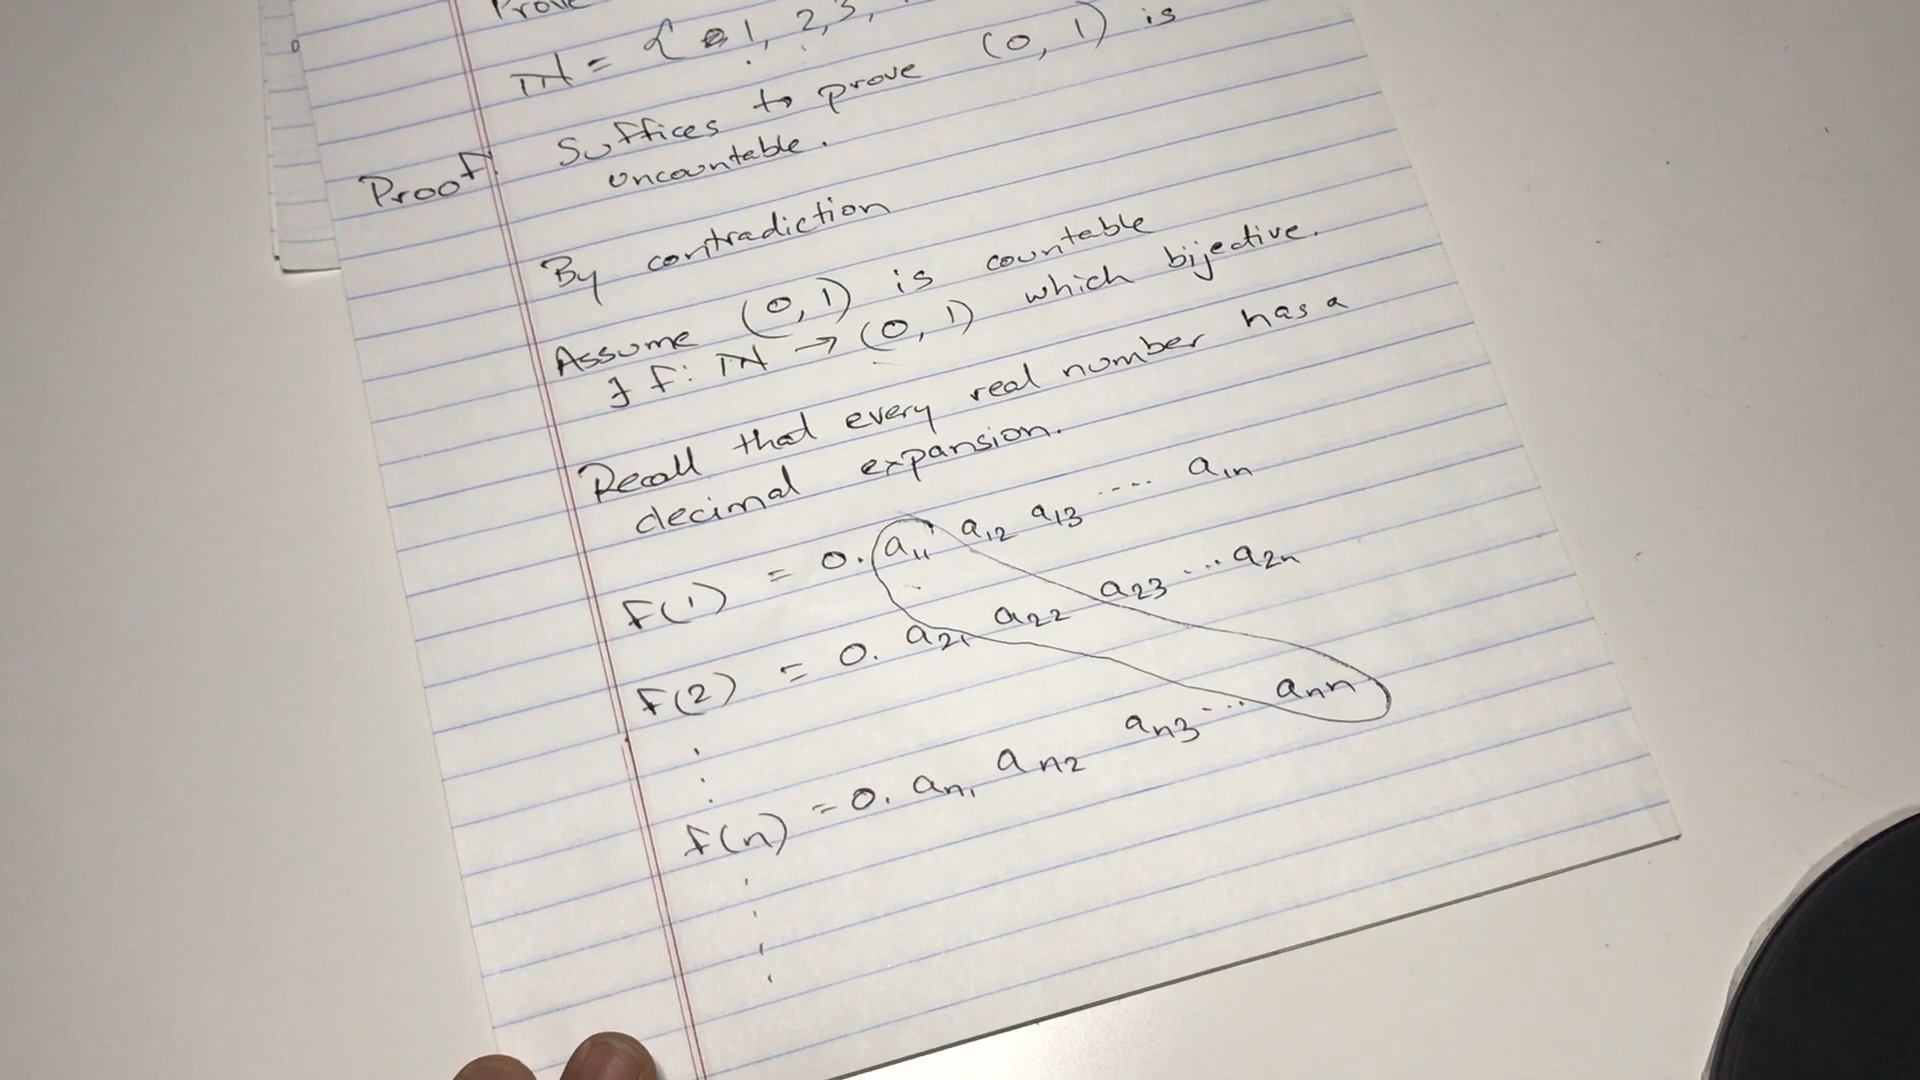 Prove
ℕ = { 1, 2, 3,
Proof. Suffices to prove (0, 1) is
uncountable.
By contradiction
Assume (0, 1) is countable
∃ f: ℕ → (0, 1) which bijective.
Recall that every real number has a
decimal expansion.
f(1) = 0. a₁₁ a₁₂ a₁₃ .... a₁ₙ
f(2) = 0. a₂₁ a₂₂ a₂₃ ... a₂ₙ
⋮
f(n) = 0. aₙ₁ aₙ₂ aₙ₃ ... aₙₙ
⋮